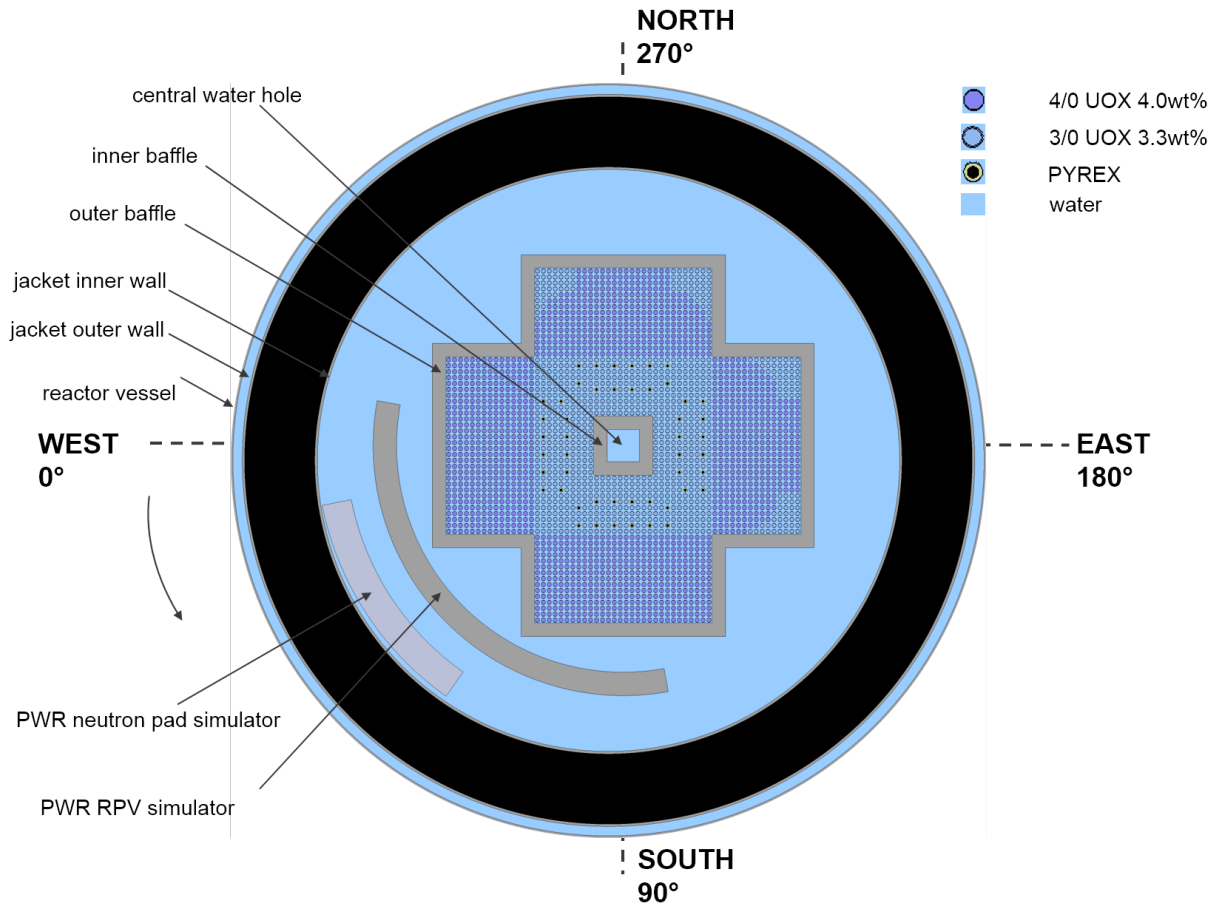 NORTH
270°
central water hole
inner baffle
outer baffle
jacket inner wall
jacket outer wall
reactor vessel
WEST
0°
PWR neutron pad simulator
PWR RPV simulator
4/0 UOX 4.0wt%
3/0 UOX 3.3wt%
PYREX
water
EAST
180°
SOUTH
90°